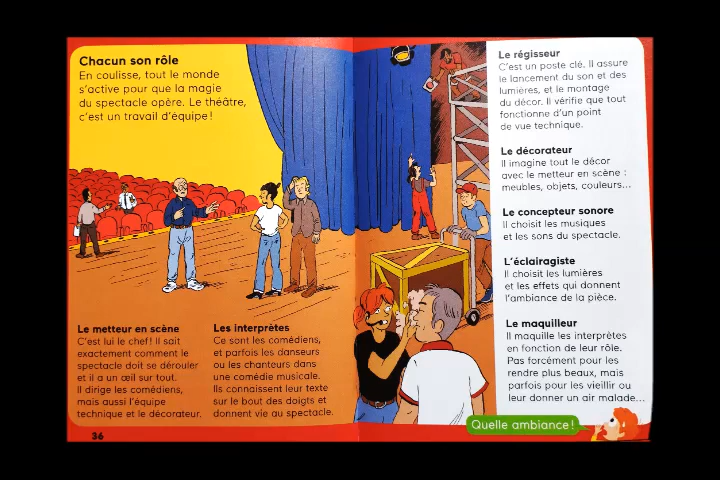 Chacun son rôle
En coulisse, tout le monde
s'active pour que la magie
du spectacle opère. Le théâtre,
c'est un travail d'équipe !
Le metteur en scène
C'est lui le chef ! Il sait
exactement comment le
spectacle doit se dérouler
et il a un œil sur tout.
Il dirige les comédiens,
mais aussi l'équipe
technique et le décorateur.
Les interprètes
Ce sont les comédiens,
et parfois les danseurs
ou les chanteurs dans
une comédie musicale.
Ils connaissent leur texte
sur le bout des doigts et
donnent vie au spectacle.
36
Le régisseur
C'est un poste clé. Il assure
le lancement du son et des
lumières, et le montage
du décor. Il vérifie que tout
fonctionne d'un point
de vue technique.
Le décorateur
Il imagine tout le décor
avec le metteur en scène :
meubles, objets, couleurs...
Le concepteur sonore
Il choisit les musiques
et les sons du spectacle.
L'éclairagiste
Il choisit les lumières
et les effets qui donnent
l'ambiance de la pièce.
Le maquilleur
Il maquille les interprètes
en fonction de leur rôle.
Pas forcément pour les
rendre plus beaux, mais
parfois pour les vieillir ou
leur donner un air malade...
Quelle ambiance !